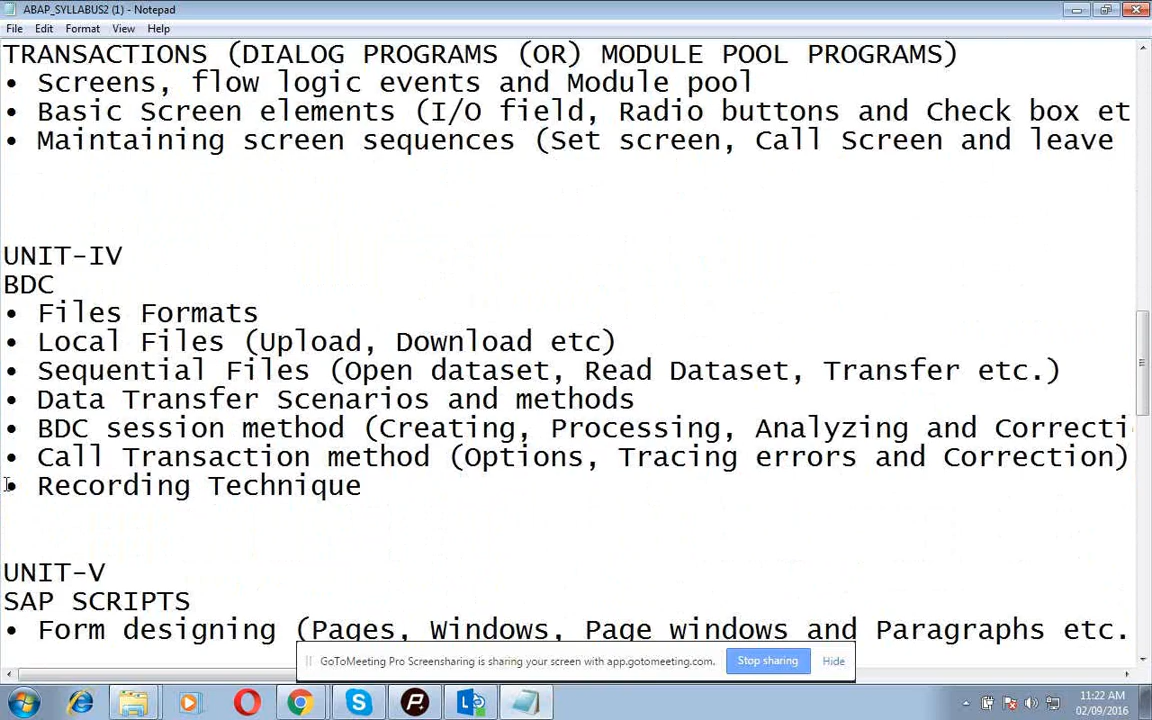 ABAP_SYLLABUS2 (1) - Notepad
File Edit Format View Help
TRANSACTIONS (DIALOG PROGRAMS (OR) MODULE POOL PROGRAMS)
• Screens, flow logic events and Module pool
• Basic Screen elements (I/O field, Radio buttons and Check box et
• Maintaining screen sequences (Set screen, Call Screen and leave
UNIT-IV
BDC
• Files Formats
• Local Files (Upload, Download etc)
• Sequential Files (Open dataset, Read Dataset, Transfer etc.)
• Data Transfer Scenarios and methods
• BDC session method (Creating, Processing, Analyzing and Correcti
• Call Transaction method (Options, Tracing errors and Correction)
• Recording Technique
UNIT-V
SAP SCRIPTS
• Form designing (Pages, Windows, Page windows and Paragraphs etc.
GoToMeeting Pro Screensharing is sharing your screen with app.gotomeeting.com. Stop sharing Hide
11:22 AM
02/09/2016